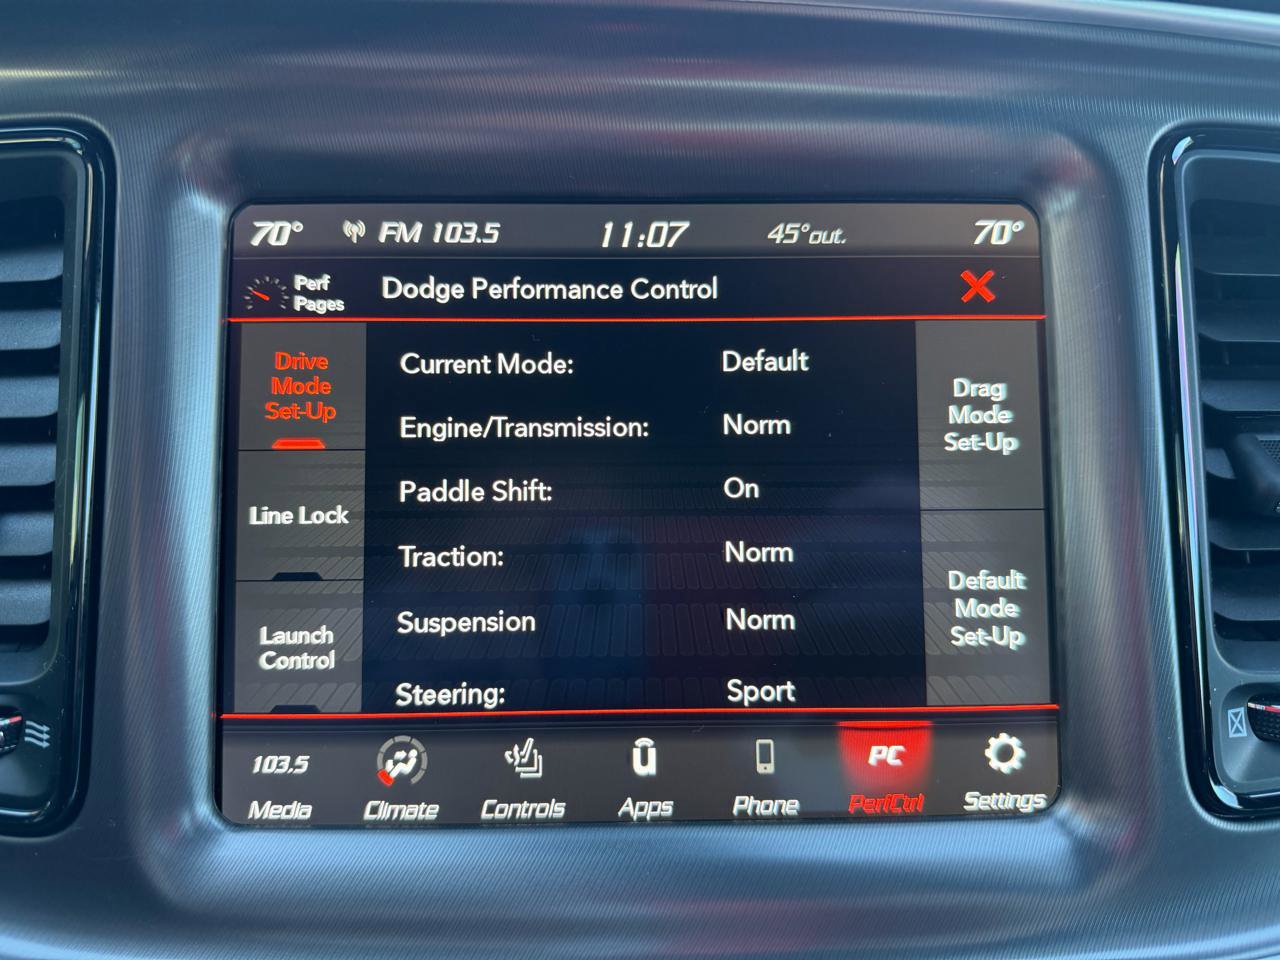 70° FM 103.5 11:07 45°out. 70°
Perf
Pages
Dodge Performance Control
Drive
Mode
Set-Up
Line Lock
Launch
Control
Current Mode: Default
Engine/Transmission: Norm
Paddle Shift: On
Traction: Norm
Suspension Norm
Steering: Sport
Drag
Mode
Set-Up
Default
Mode
Set-Up
103.5
Media
Climate
Controls
Apps
Phone
PC
PerfCtrl
Settings